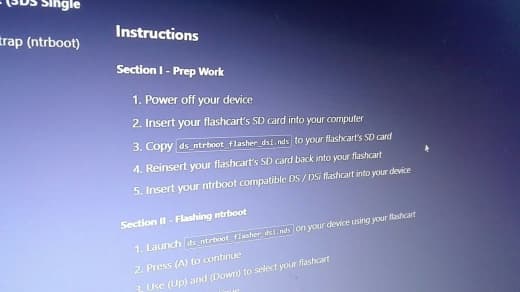 (3DS Single
trap (ntrboot)
Instructions
Section I - Prep Work
1. Power off your device
2. Insert your flashcart's SD card into your computer
3. Copy ds_ntrboot_flasher_dsi.nds to your flashcart's SD card
4. Reinsert your flashcart's SD card back into your flashcart
5. Insert your ntrboot compatible DS / DSi flashcart into your device
Section II - Flashing ntrboot
1. Launch ds_ntrboot_flasher_dsi.nds on your device using your flashcart
2. Press (A) to continue
3. Use (Up) and (Down) to select your flashcart